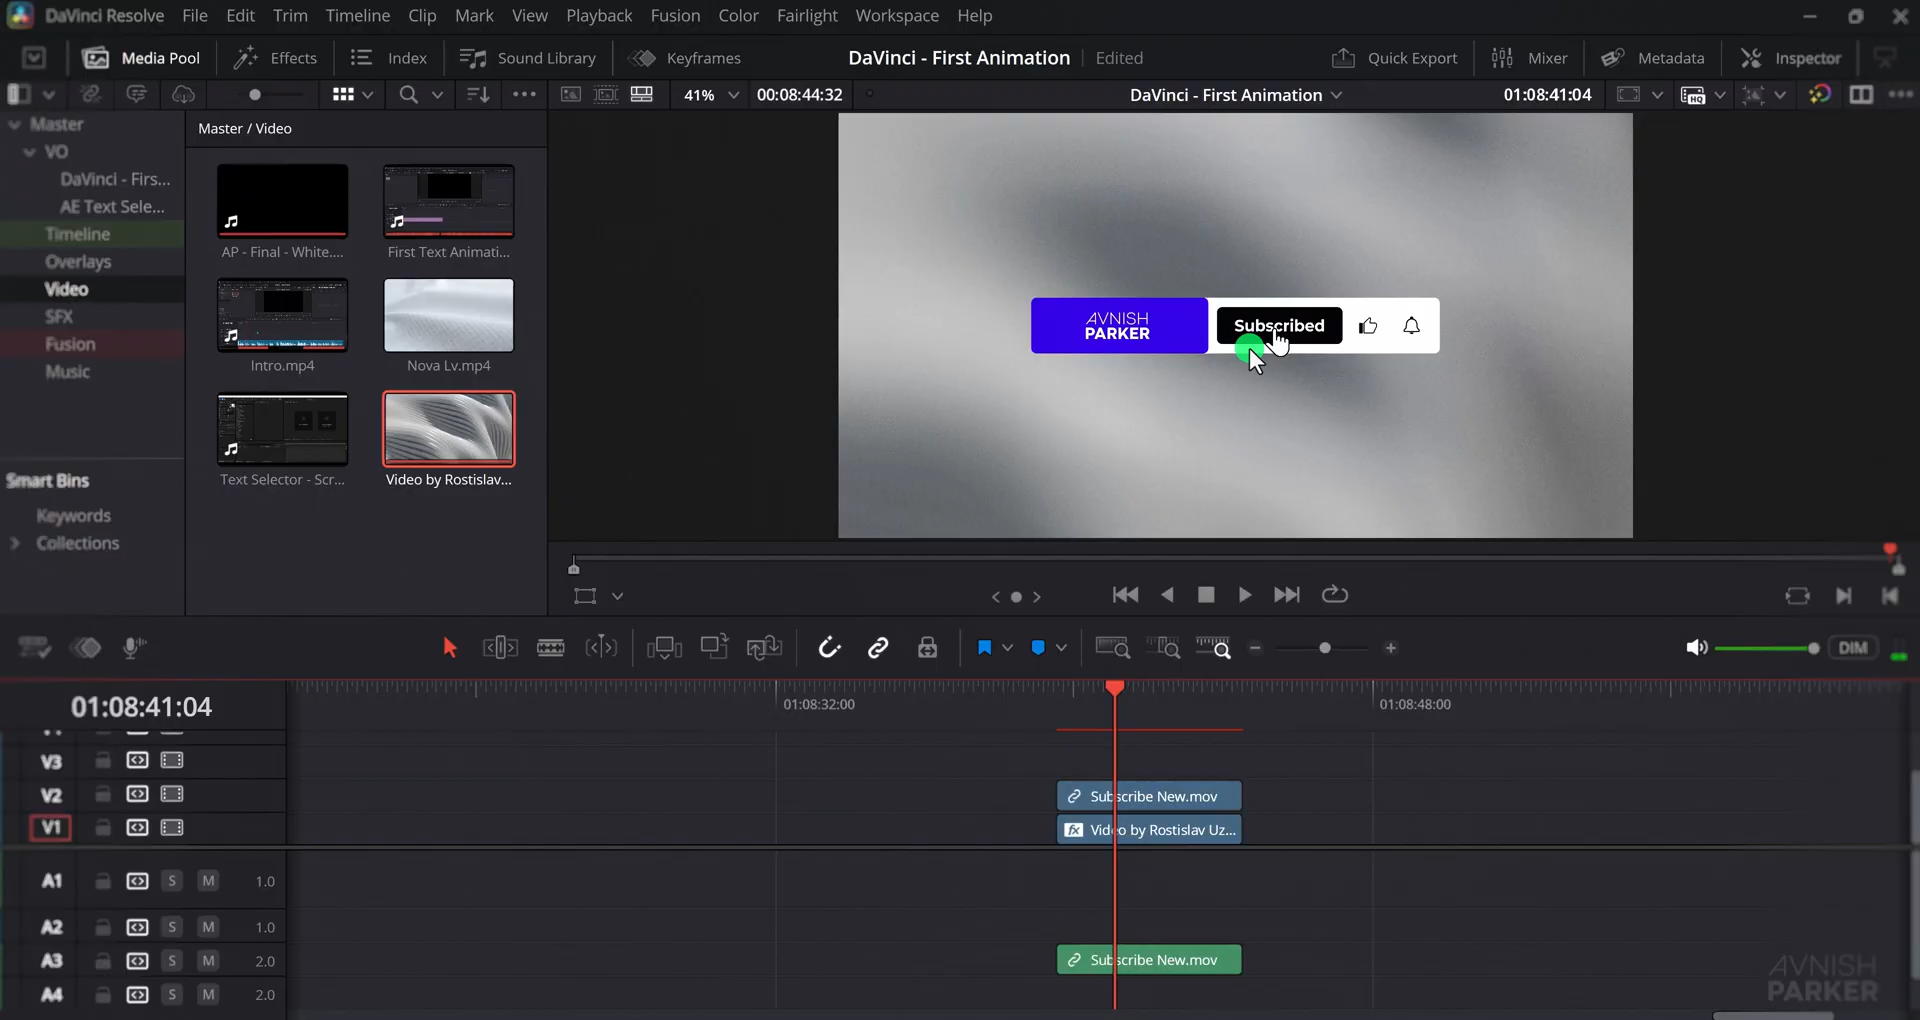 DaVinci Resolve File Edit Trim Timeline Clip Mark View Playback Fusion Color Fairlight Workspace Help
Media Pool Effects Index Sound Library Keyframes DaVinci - First Animation Edited Quick Export Mixer Metadata Inspector
41% 00:08:44:32 DaVinci - First Animation 01:08:41:04
Master
VO
DaVinci - Firs...
AE Text Sele...
Timeline
Overlays
Video
SFX
Fusion
Music
Smart Bins
Keywords
Collections
Master / Video
AP - Final - White.... First Text Animati...
Intro.mp4 Nova Lv.mp4
Text Selector - Scr... Video by Rostislav...
AVNISH
PARKER
Subscribed
DIM
01:08:41:04
01:08:32:00 01:08:48:00
V3
V2 Subscribe New.mov
V1 Video by Rostislav Uz...
A1 S M 1.0
A2 S M 1.0
A3 S M 2.0 Subscribe New.mov
A4 S M 2.0
AVNISH
PARKER